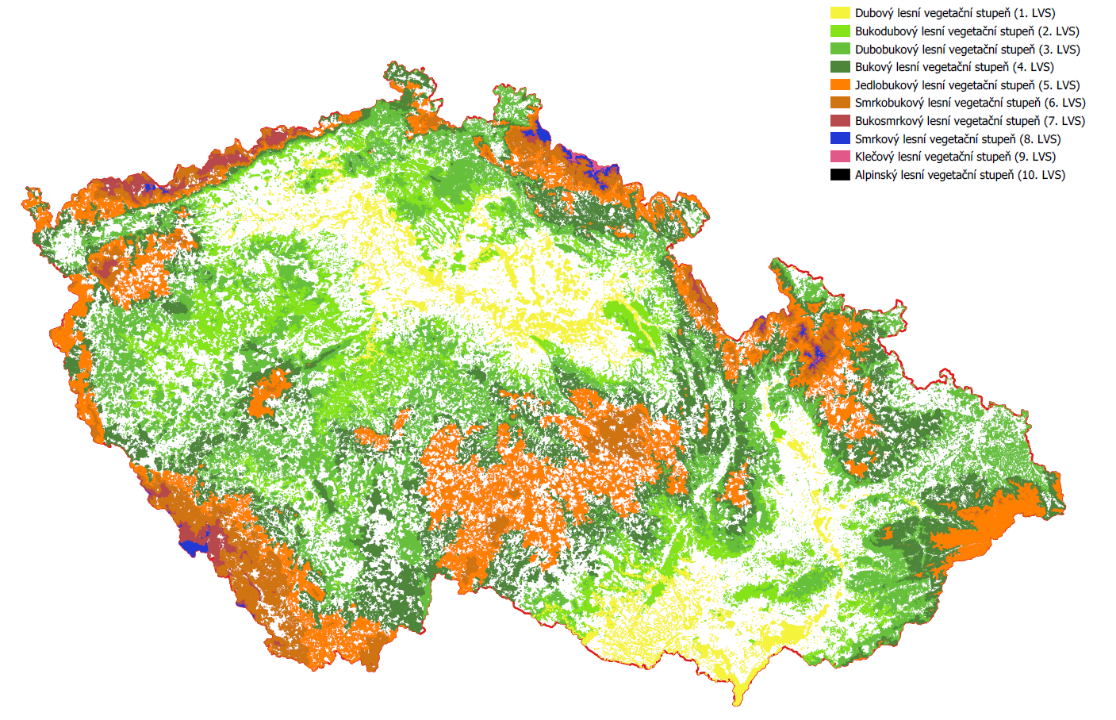 Dubový lesní vegetační stupeň (1. LVS)
Bukodubový lesní vegetační stupeň (2. LVS)
Dubobukový lesní vegetační stupeň (3. LVS)
Bukový lesní vegetační stupeň (4. LVS)
Jedlobukový lesní vegetační stupeň (5. LVS)
Smrkobukový lesní vegetační stupeň (6. LVS)
Bukosmrkový lesní vegetační stupeň (7. LVS)
Smrkový lesní vegetační stupeň (8. LVS)
Klečový lesní vegetační stupeň (9. LVS)
Alpinský lesní vegetační stupeň (10. LVS)